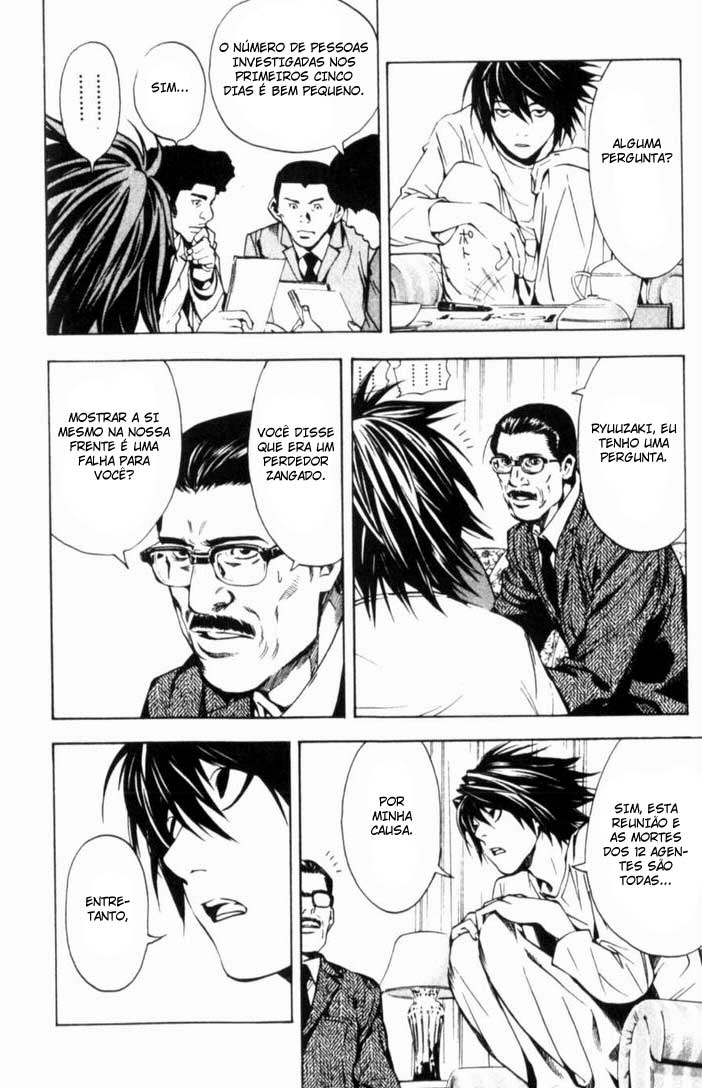 ALGUMA
PERGUNTA?
ポト...
O NÚMERO DE PESSOAS
INVESTIGADAS NOS
PRIMEIROS CINCO
DIAS É BEM PEQUENO.
SIM...
.........
.........
RYUUZAKI, EU
TENHO UMA
PERGUNTA.
.........
.........
VOCÊ DISSE
QUE ERA UM
PERDEDOR
ZANGADO.
MOSTRAR A SI
MESMO NA NOSSA
FRENTE É UMA
FALHA PARA
VOCÊ?
SIM, ESTA
REUNIÃO E
AS MORTES
DOS 12 AGEN-
TES SÃO
TODAS...
POR
MINHA
CAUSA.
ENTRE-
TANTO,